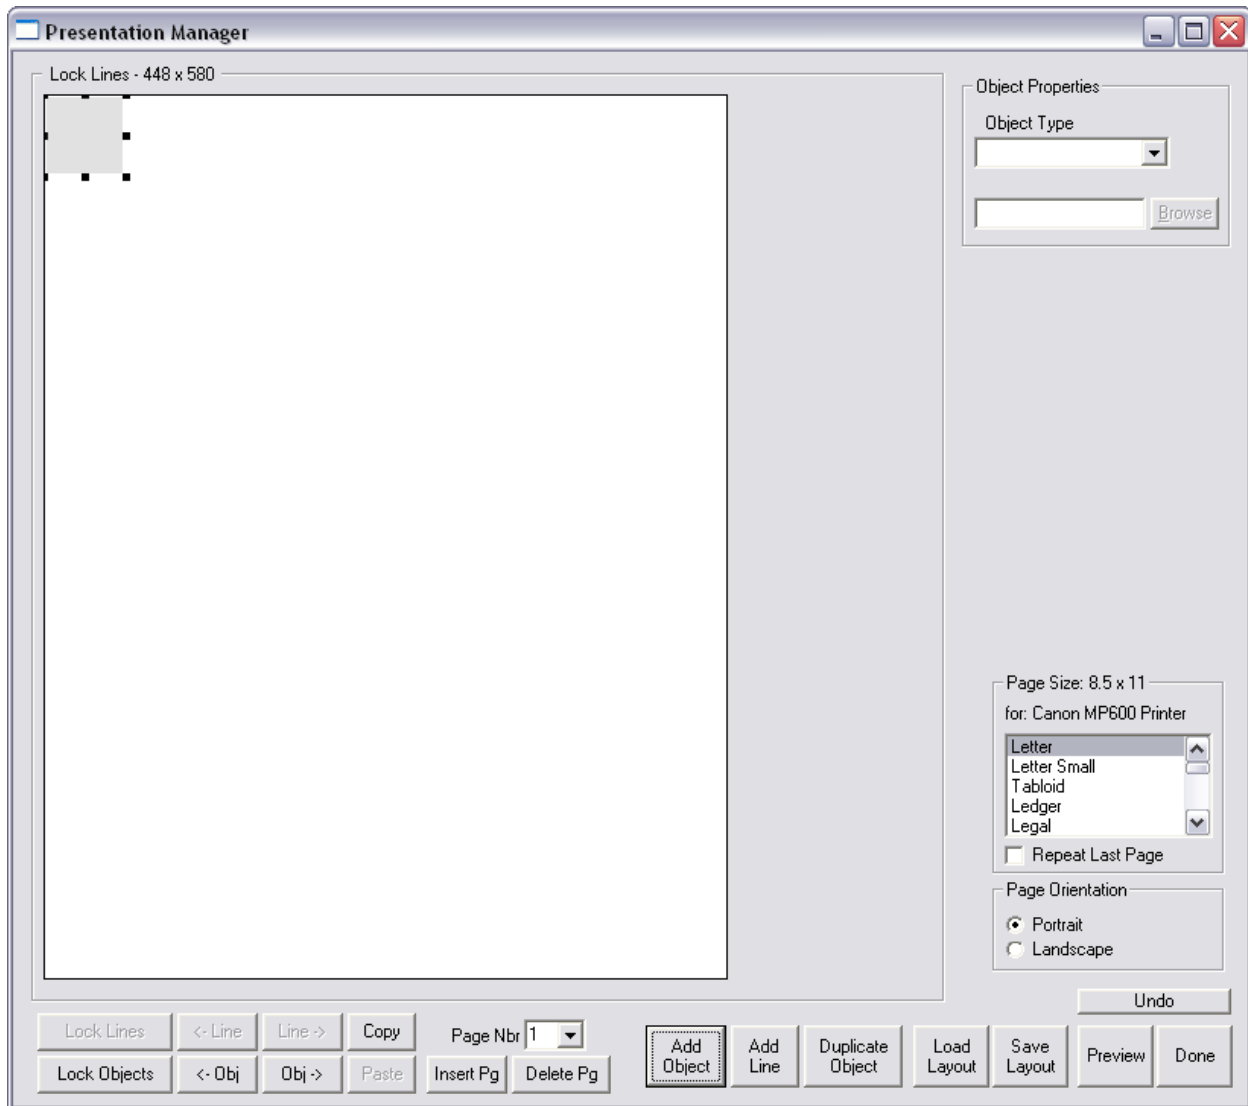 Presentation Manager
Lock Lines - 448 x 580
Object Properties
Object Type
Browse
Page Size: 8.5 x 11
for: Canon MP600 Printer
Letter
Letter Small
Tabloid
Ledger
Legal
Repeat Last Page
Page Orientation
Portrait
Landscape
Undo
Lock Lines
<- Line
Line ->
Copy
Page Nbr 1
Lock Objects
<- Obj
Obj ->
Paste
Insert Pg
Delete Pg
Add
Object
Add
Line
Duplicate
Object
Load
Layout
Save
Layout
Preview
Done